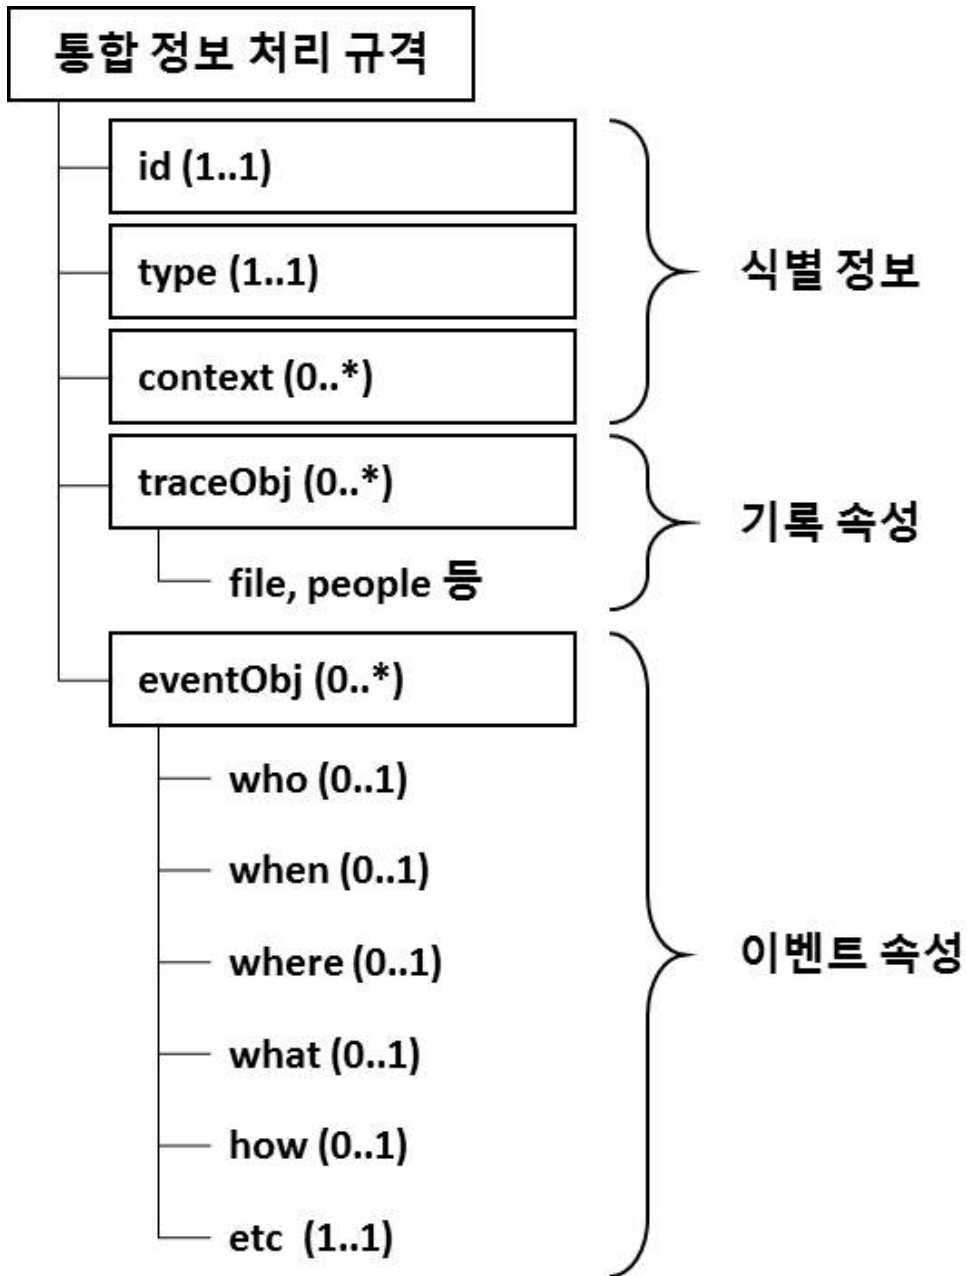 통합 정보 처리 규격
id (1..1)
type (1..1)
식별 정보
context (0..*)
traceObj (0..*)
기록 속성
file, people 등
eventObj (0..*)
who (0..1)
when (0..1)
where (0..1)
이벤트 속성
what (0..1)
how (0..1)
etc (1..1)